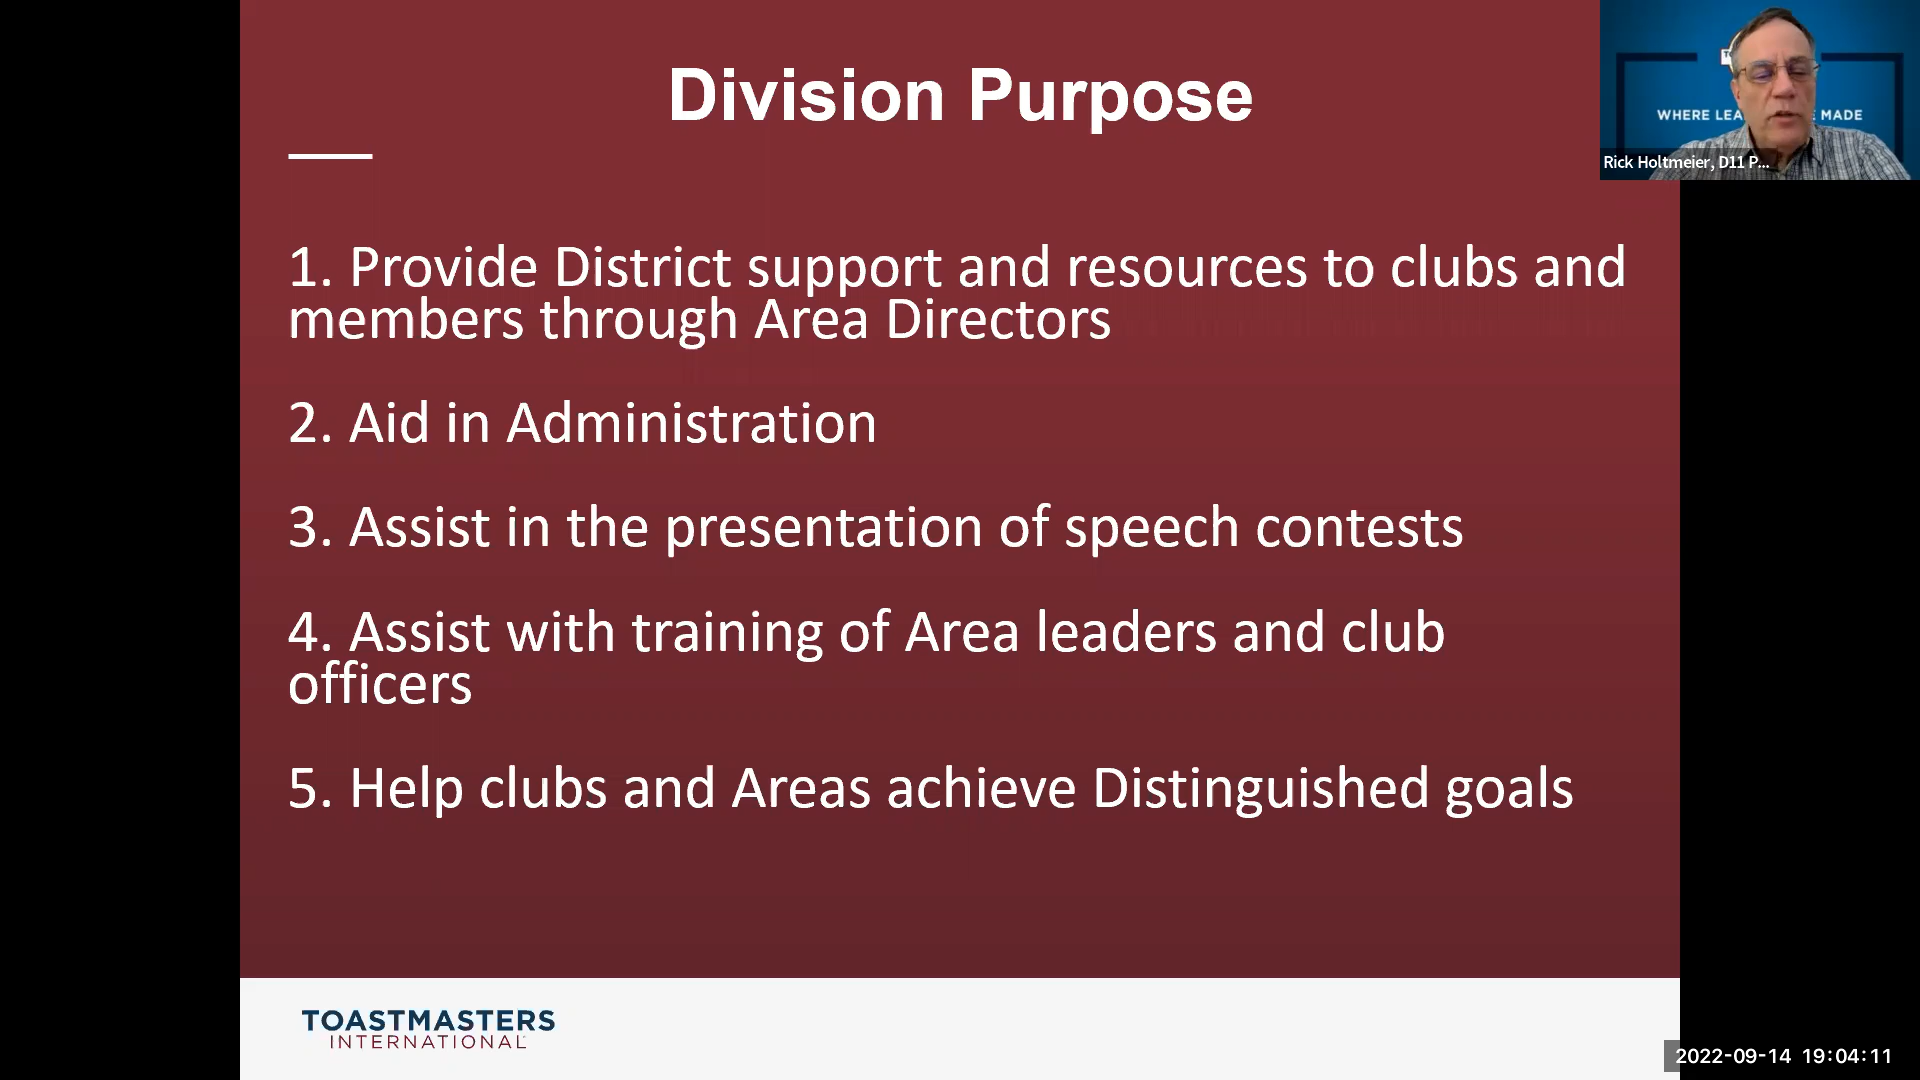 Division Purpose
WHERE LEA
MADE
Rick Holtmeier, D11 P...
1. Provide District support and resources to clubs and
members through Area Directors
2. Aid in Administration
3. Assist in the presentation of speech contests
4. Assist with training of Area leaders and club
officers
5. Help clubs and Areas achieve Distinguished goals
TOASTMASTERS
INTERNATIONAL
2022-09-14 19:04:11